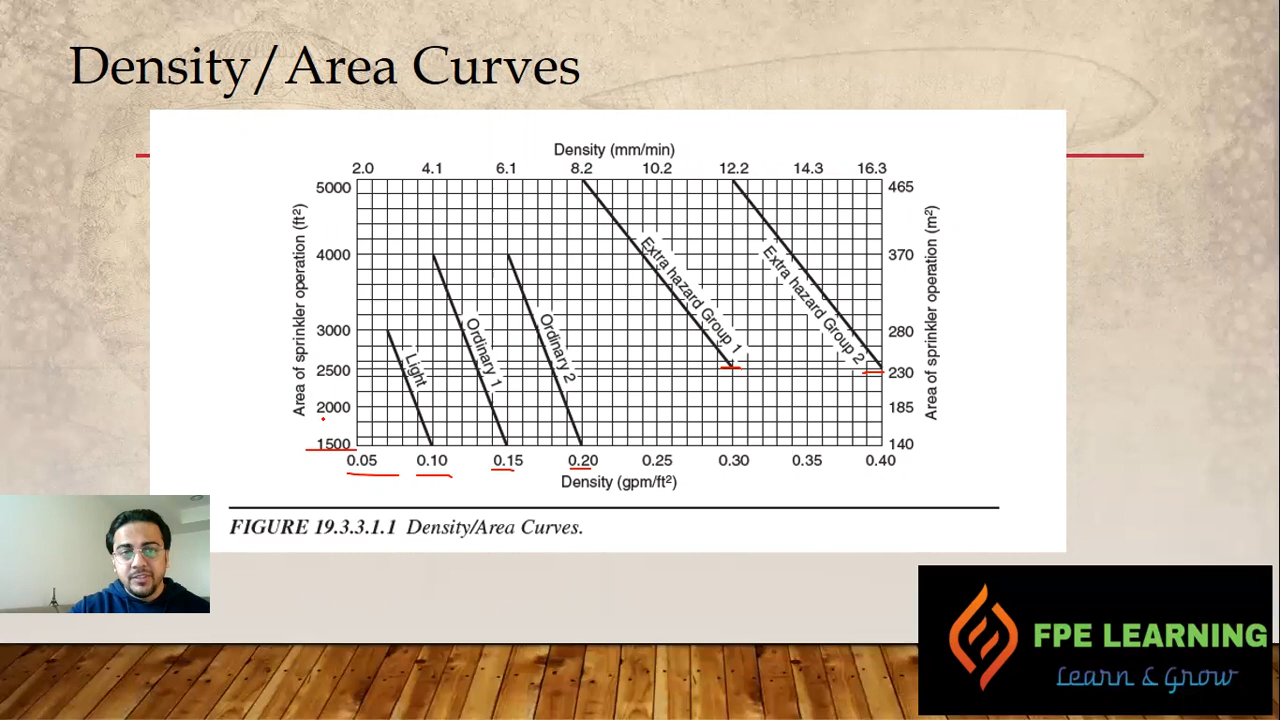 Density/Area Curves
Density (mm/min)
2.0 4.1 6.1 8.2 10.2 12.2 14.3 16.3
Area of sprinkler operation (ft²)
5000
4000
3000
2500
2000
1500
Light
Ordinary 1
Ordinary 2
Extra hazard Group 1
Extra hazard Group 2
465
370
280
230
185
140
Area of sprinkler operation (m²)
0.05 0.10 0.15 0.20 0.25 0.30 0.35 0.40
Density (gpm/ft²)
FIGURE 19.3.3.1.1 Density/Area Curves.
FPE LEARNING
Learn & Grow